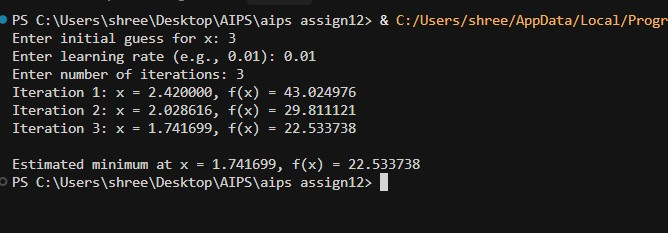 PS C:\Users\shree\Desktop\AIPS\aips assign12> & C:/Users/shree/AppData/Local/Progr
Enter initial guess for x: 3
Enter learning rate (e.g., 0.01): 0.01
Enter number of iterations: 3
Iteration 1: x = 2.420000, f(x) = 43.024976
Iteration 2: x = 2.028616, f(x) = 29.811121
Iteration 3: x = 1.741699, f(x) = 22.533738
Estimated minimum at x = 1.741699, f(x) = 22.533738
PS C:\Users\shree\Desktop\AIPS\aips assign12>